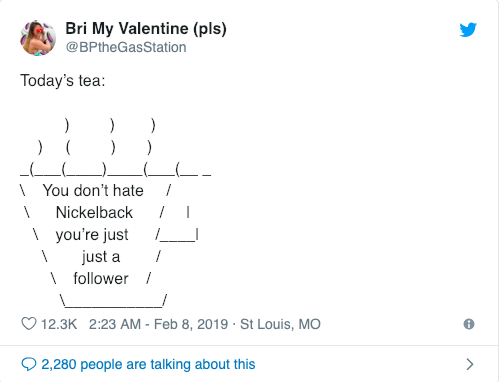 Bri My Valentine (pls)
@BPtheGasStation
Today's tea:
)   )   )
)  (   )   )
_(___(____)____(___(__ _
\  You don't hate  /
\  Nickelback  /  |
\  you're just  /____|
\  just a  /
\  follower  /
\___________/
12.3K 2:23 AM - Feb 8, 2019 · St Louis, MO
2,280 people are talking about this